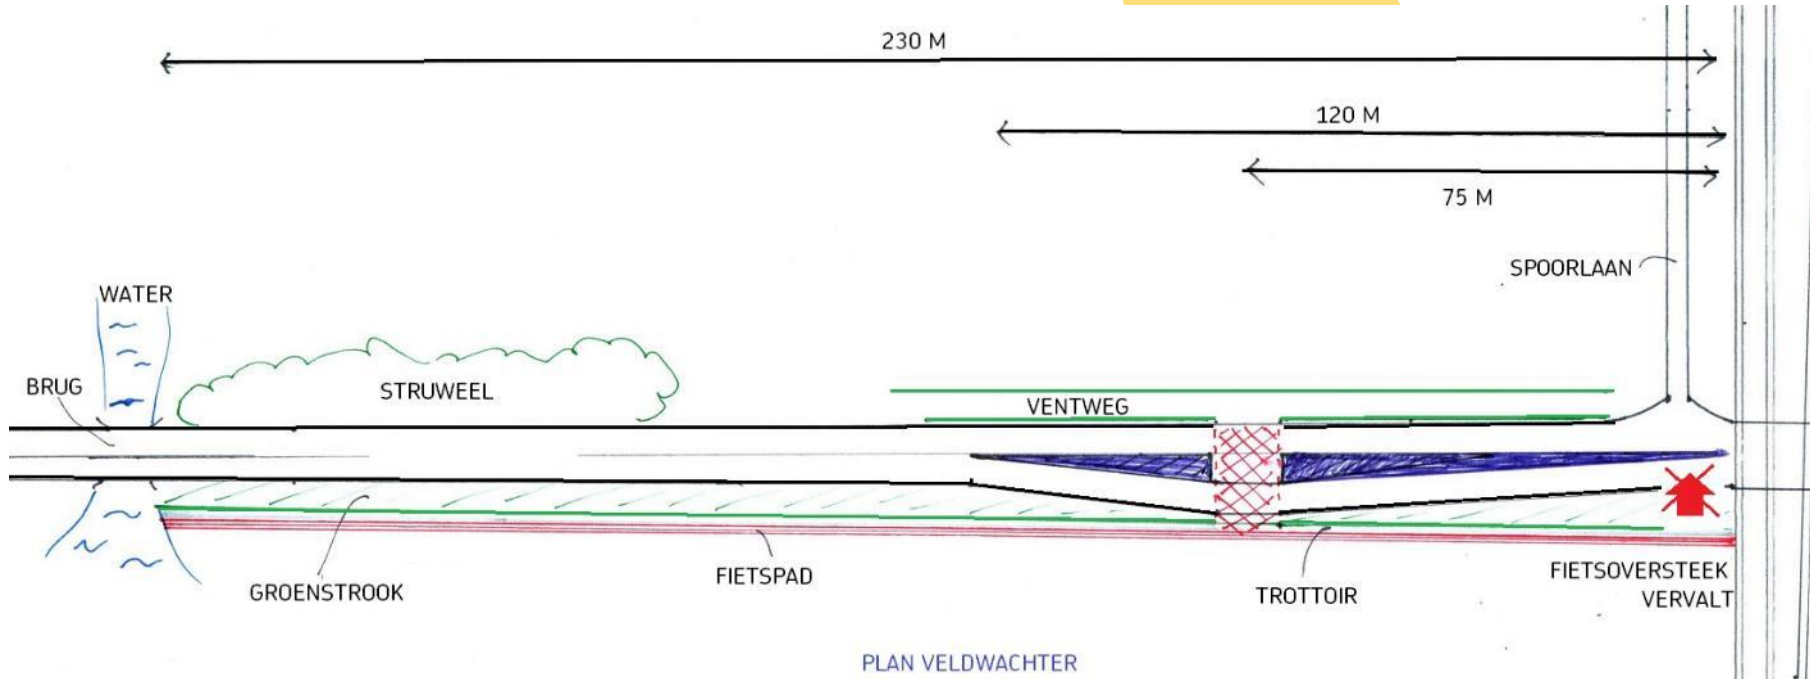 230 M
120 M
75 M
SPOORLAAN
WATER
BRUG
STRUWEEL
VENTWEG
GROENSTROOK
FIETSPAD
TROTTOIR
FIETSOVERSTEEK
VERVALT
PLAN VELDWACHTER